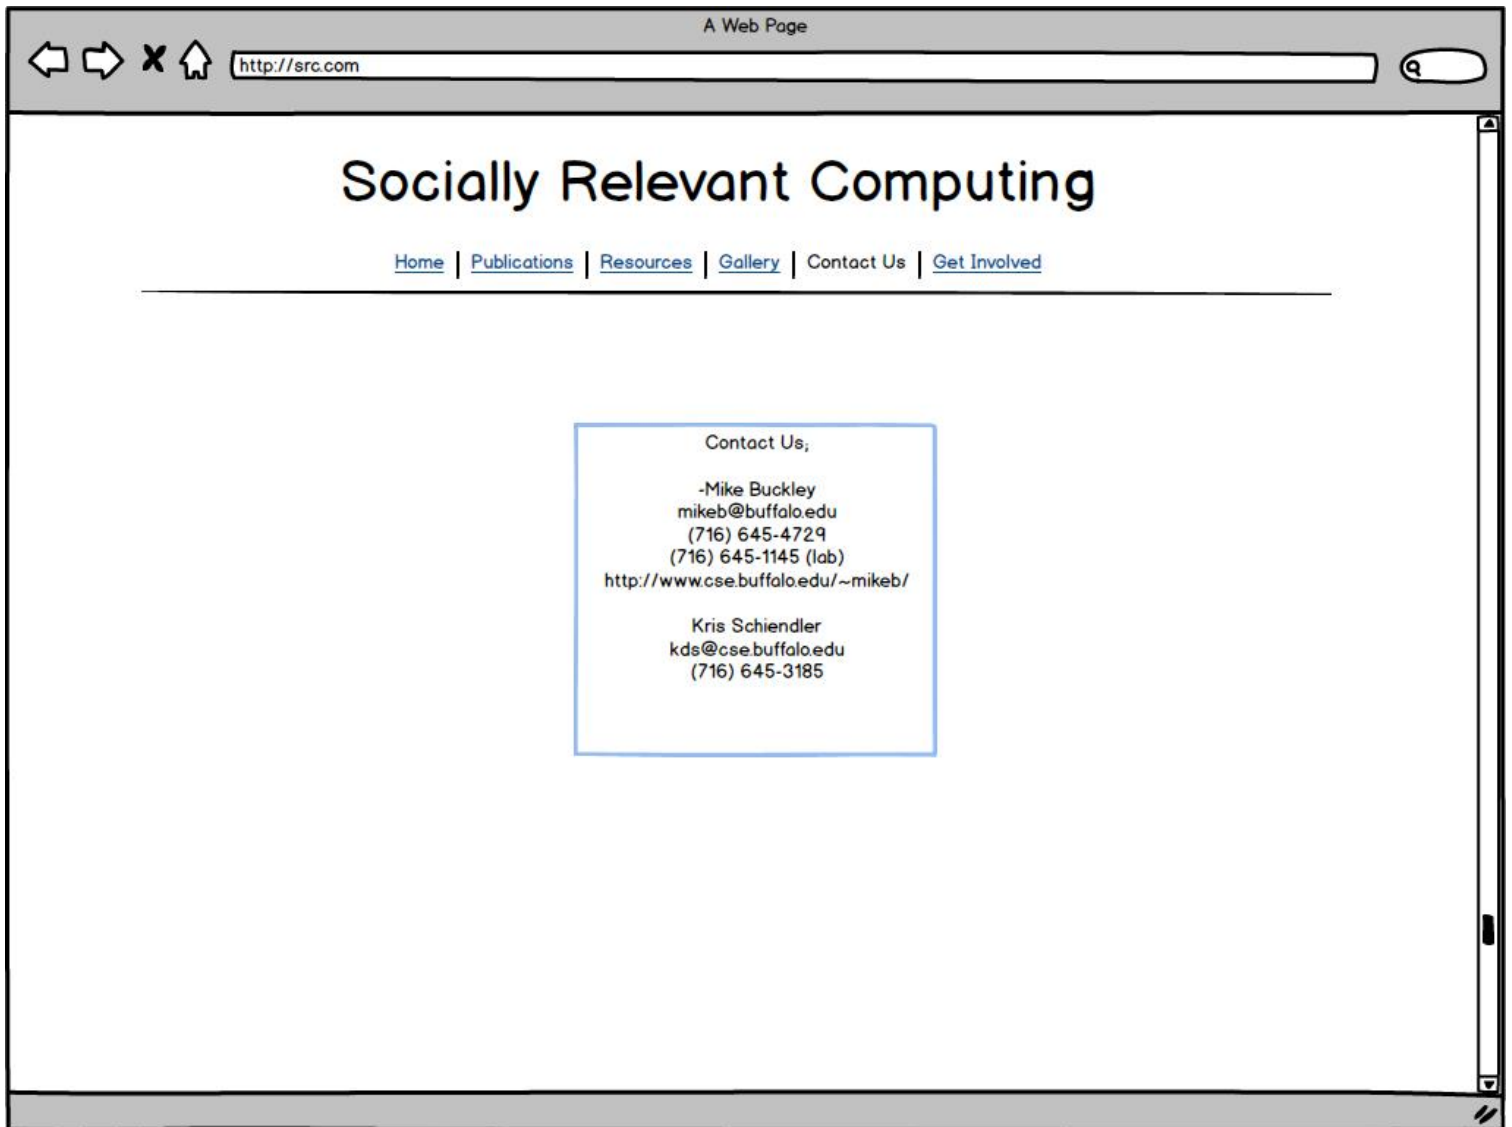 A Web Page
http://src.com
Socially Relevant Computing
Home | Publications | Resources | Gallery | Contact Us | Get Involved
Contact Us;
-Mike Buckley
mikeb@buffalo.edu
(716) 645-4729
(716) 645-1145 (lab)
http://www.cse.buffalo.edu/~mikeb/
Kris Schiendler
kds@cse.buffalo.edu
(716) 645-3185